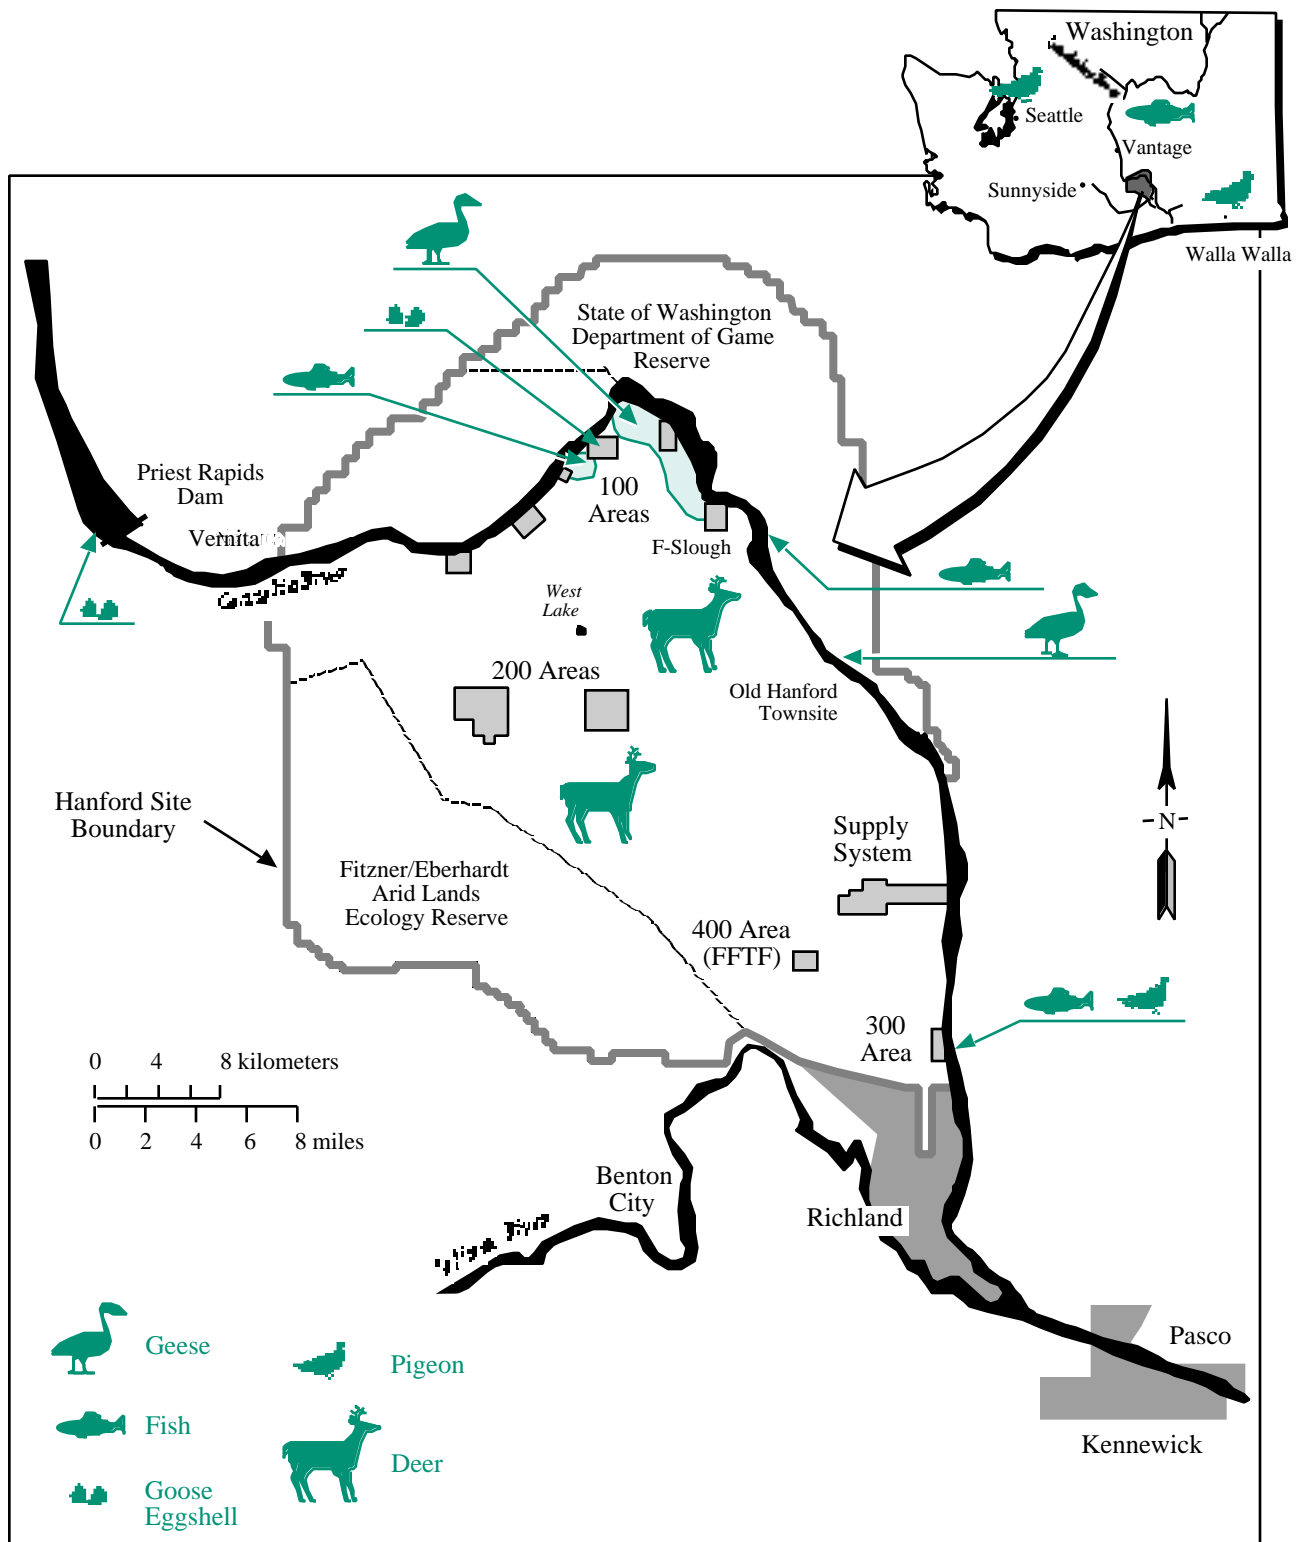 Washington
Seattle
Vantage
Sunnyside
Walla Walla
State of Washington
Department of Game
Reserve
Priest Rapids
Dam
Vernita
100
Areas
F-Slough
West
Lake
200 Areas
Old Hanford
Townsite
Hanford Site
Boundary
Supply
System
N
Fitzner/Eberhardt
Arid Lands
Ecology Reserve
400 Area
(FFTF)
300
Area
0 4 8 kilometers
0 2 4 6 8 miles
Benton
City
Richland
Pasco
Kennewick
Geese
Pigeon
Fish
Deer
Goose
Eggshell